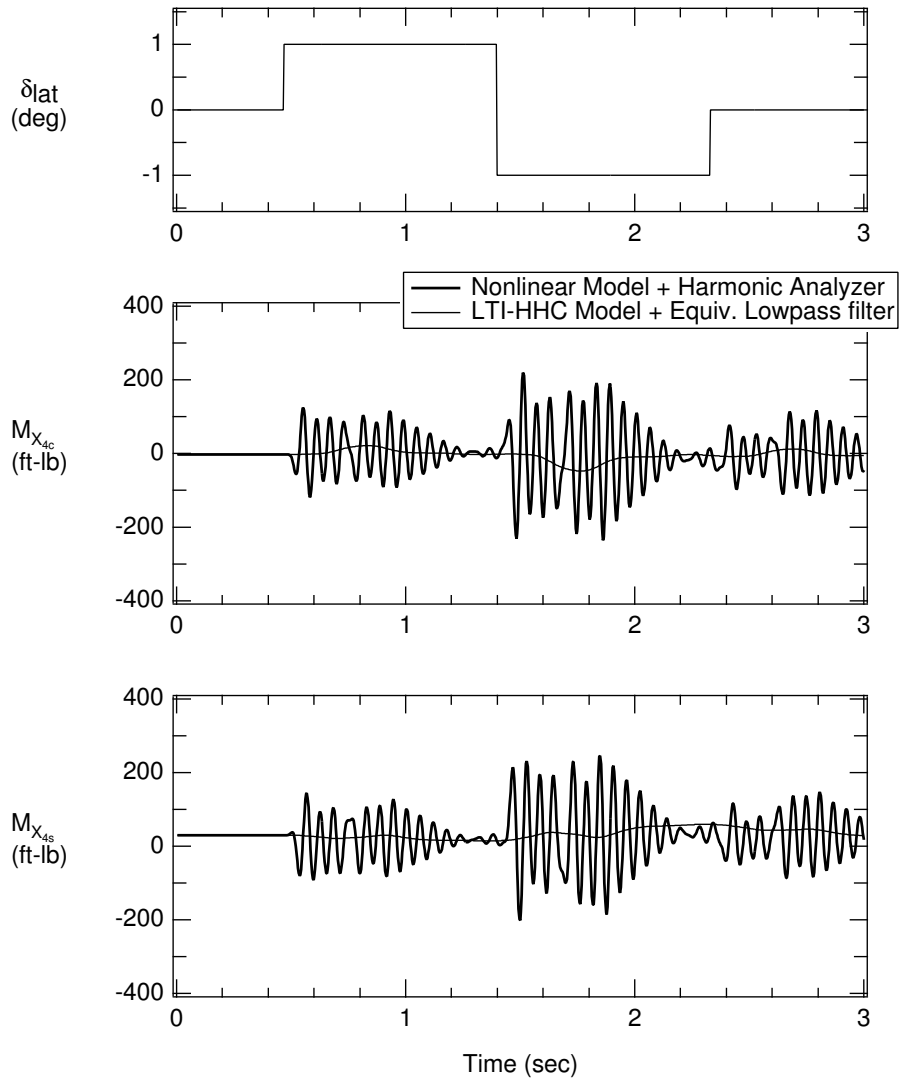 1
δlat
(deg)
0
-1
0 1 2 3
Nonlinear Model + Harmonic Analyzer
LTI-HHC Model + Equiv. Lowpass filter
400
200
MX4c
(ft-lb)
0
-200
-400
0 1 2 3
400
200
MX4s
(ft-lb)
0
-200
-400
0 1 2 3
Time (sec)